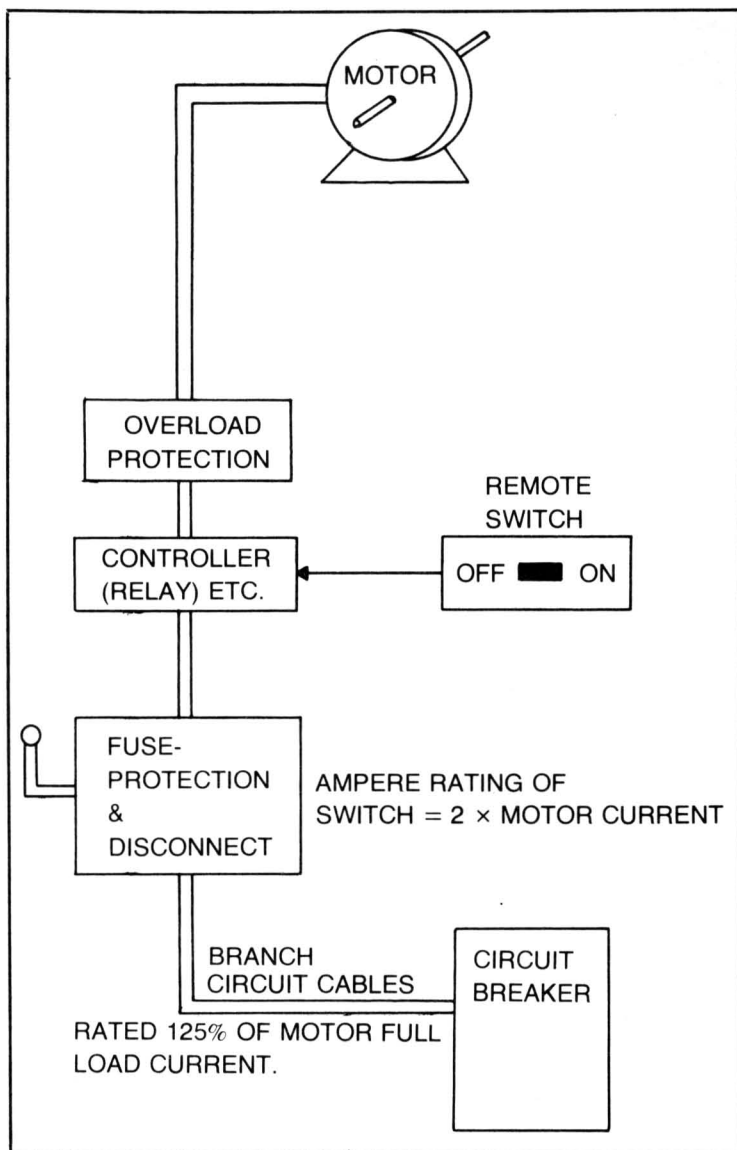 MOTOR
OVERLOAD
PROTECTION
REMOTE
SWITCH
CONTROLLER
(RELAY) ETC.
OFF ON
FUSE-
PROTECTION
&
DISCONNECT
AMPERE RATING OF
SWITCH = 2 × MOTOR CURRENT
BRANCH
CIRCUIT CABLES
CIRCUIT
BREAKER
RATED 125% OF MOTOR FULL
LOAD CURRENT.